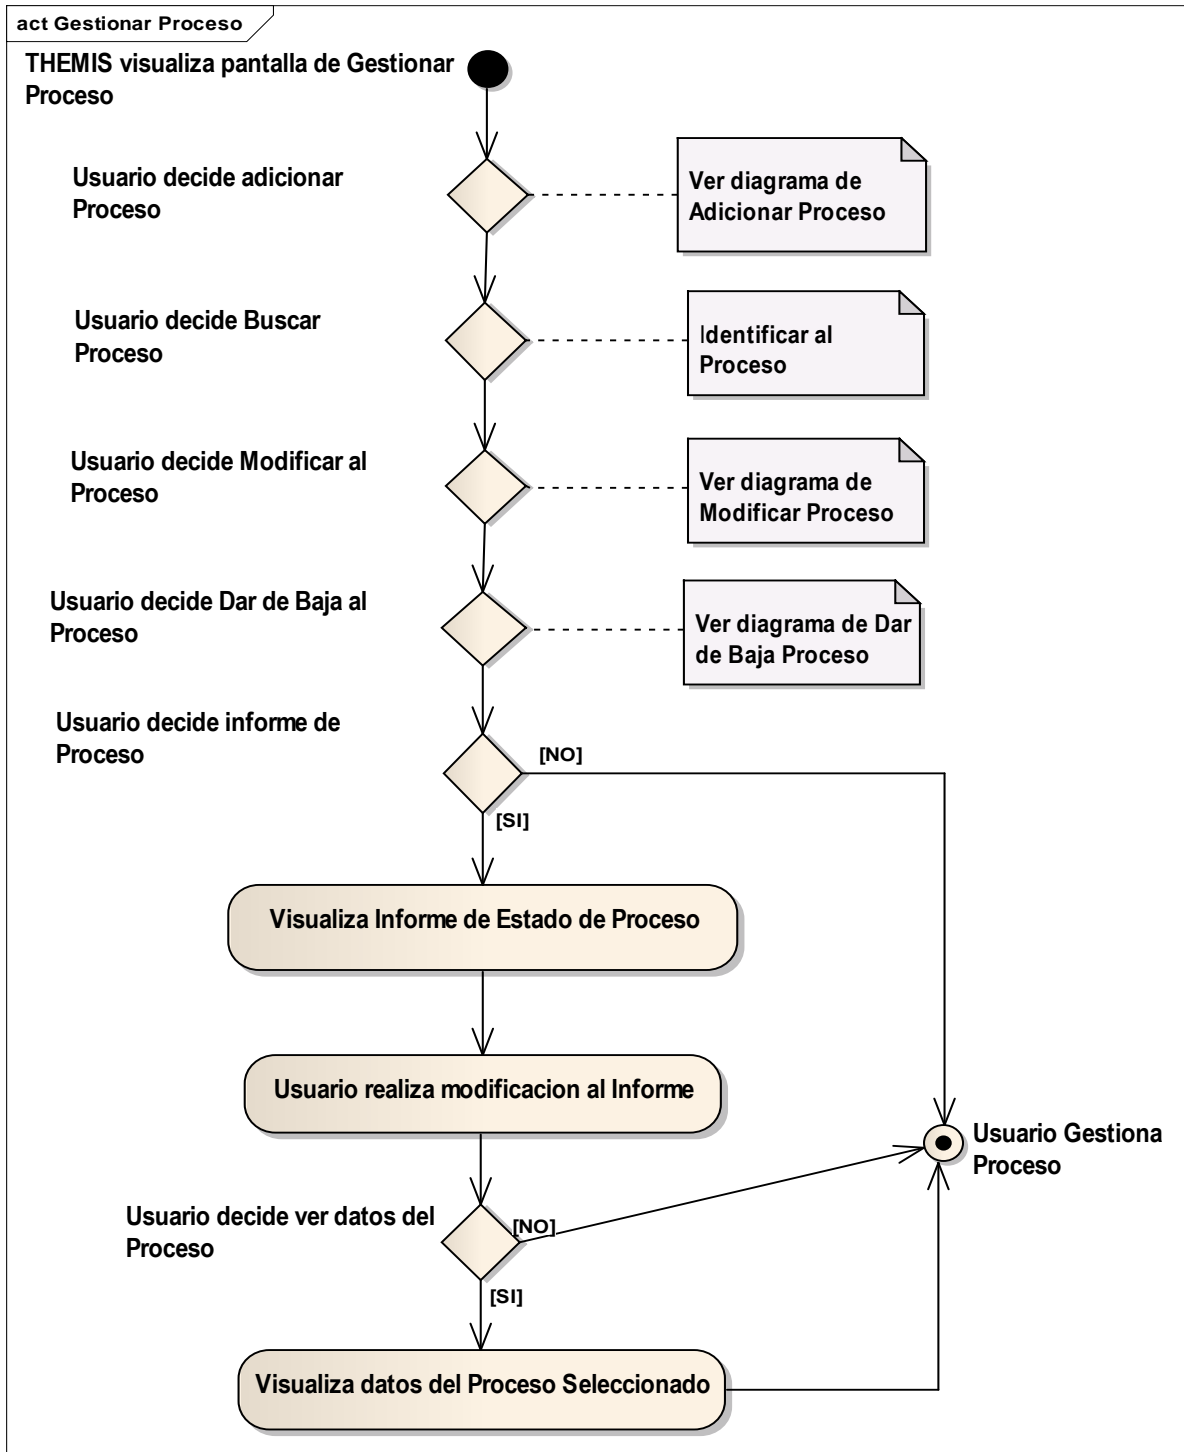 act Gestionar Proceso
THEMIS visualiza pantalla de Gestionar
Proceso
Usuario decide adicionar
Proceso
Ver diagrama de
Adicionar Proceso
Usuario decide Buscar
Proceso
Identificar al
Proceso
Usuario decide Modificar al
Proceso
Ver diagrama de
Modificar Proceso
Usuario decide Dar de Baja al
Proceso
Ver diagrama de Dar
de Baja Proceso
Usuario decide informe de
Proceso
[NO]
[SI]
Visualiza Informe de Estado de Proceso
Usuario realiza modificacion al Informe
Usuario Gestiona
Proceso
Usuario decide ver datos del
Proceso
[NO]
[SI]
Visualiza datos del Proceso Seleccionado